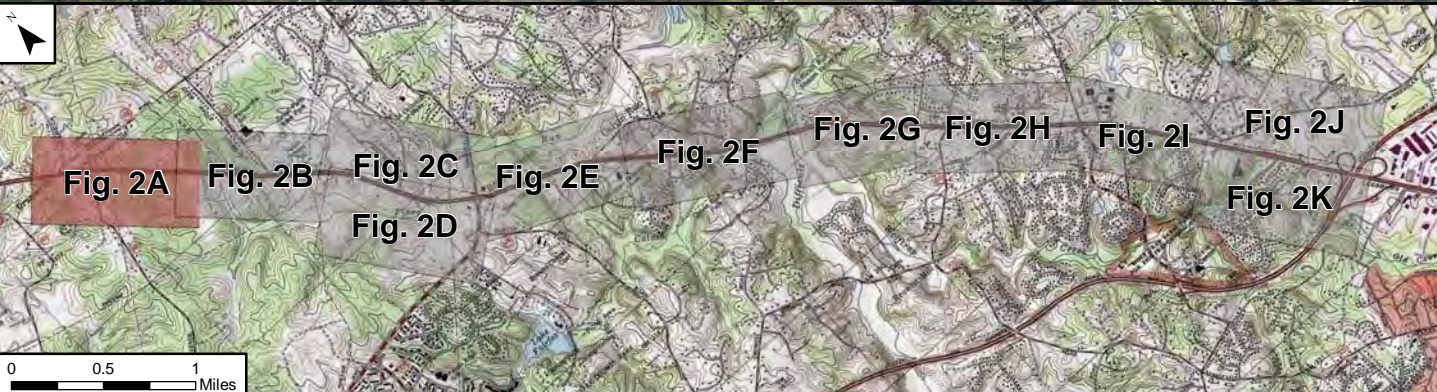 N
Fig. 2A
Fig. 2B
Fig. 2C
Fig. 2D
Fig. 2E
Fig. 2F
Fig. 2G
Fig. 2H
Fig. 2I
Fig. 2J
Fig. 2K
0 0.5 1
Miles